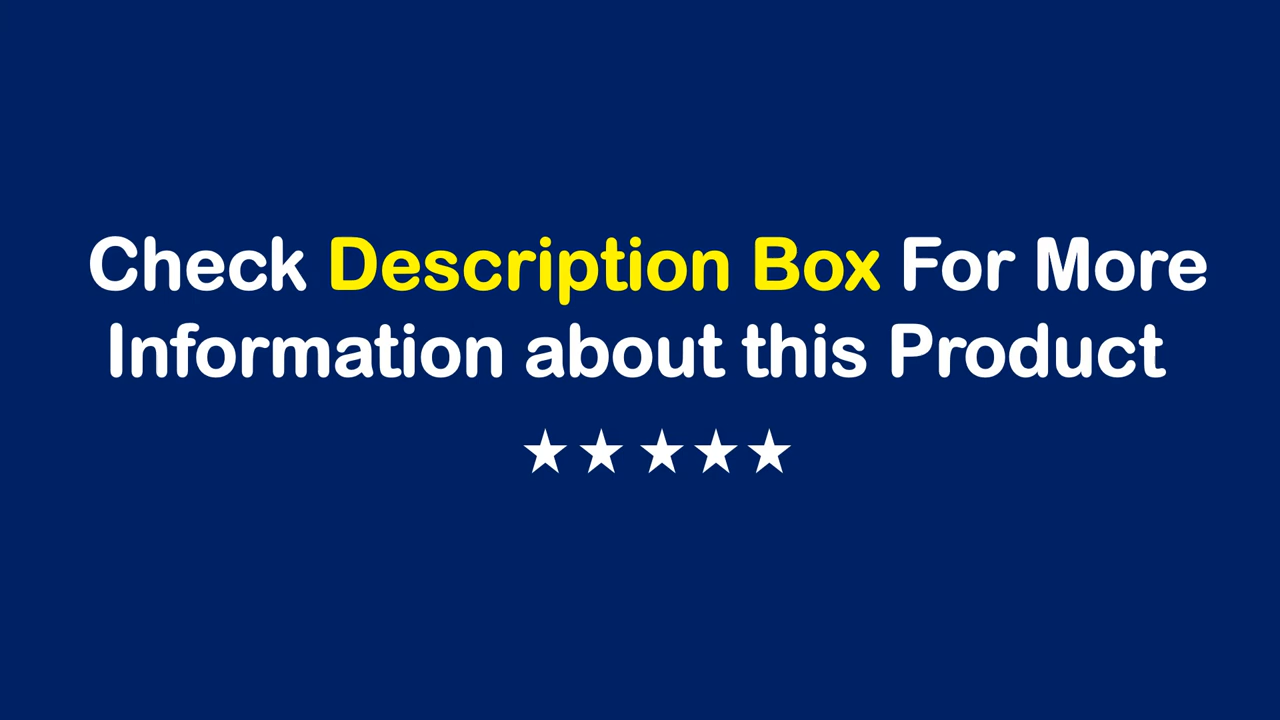 Check Description Box For More
Information about this Product
★★★★★